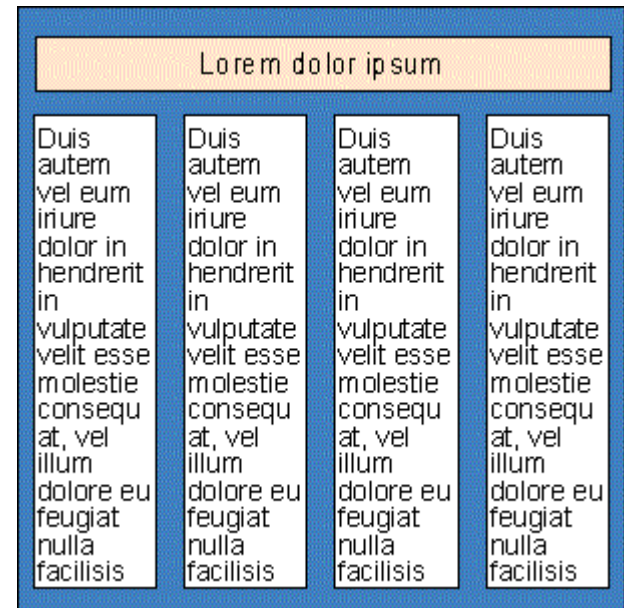 Lorem dolor ipsum
Duis
autem
vel eum
iriure
dolor in
hendrerit
in
vulputate
velit esse
molestie
consequ
at, vel
illum
dolore eu
feugiat
nulla
facilisis
Duis
autem
vel eum
iriure
dolor in
hendrerit
in
vulputate
velit esse
molestie
consequ
at, vel
illum
dolore eu
feugiat
nulla
facilisis
Duis
autem
vel eum
iriure
dolor in
hendrerit
in
vulputate
velit esse
molestie
consequ
at, vel
illum
dolore eu
feugiat
nulla
facilisis
Duis
autem
vel eum
iriure
dolor in
hendrerit
in
vulputate
velit esse
molestie
consequ
at, vel
illum
dolore eu
feugiat
nulla
facilisis